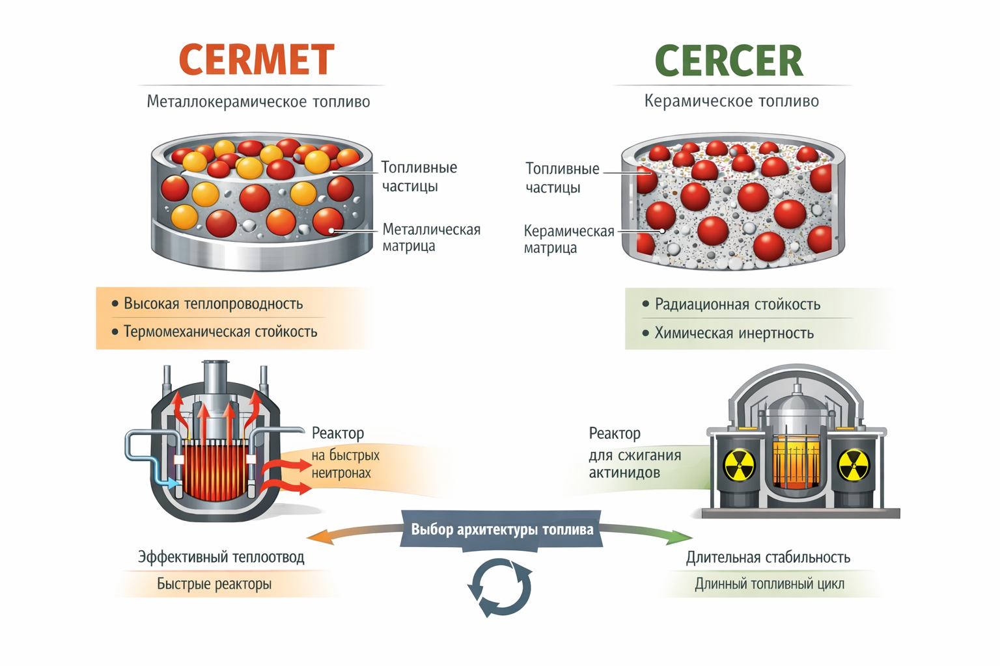 CERMET
Металлокерамическое топливо
Топливные
частицы
Металлическая
матрица
• Высокая теплопроводность
• Термомеханическая стойкость
Реактор
на быстрых
нейтронах
Эффективный теплоотвод
Быстрые реакторы
CERCER
Керамическое топливо
Топливные
частицы
Керамическая
матрица
• Радиационная стойкость
• Химическая инертность
Реактор
для сжигания
актинидов
Длительная стабильность
Длинный топливный цикл
Выбор архитектуры топлива